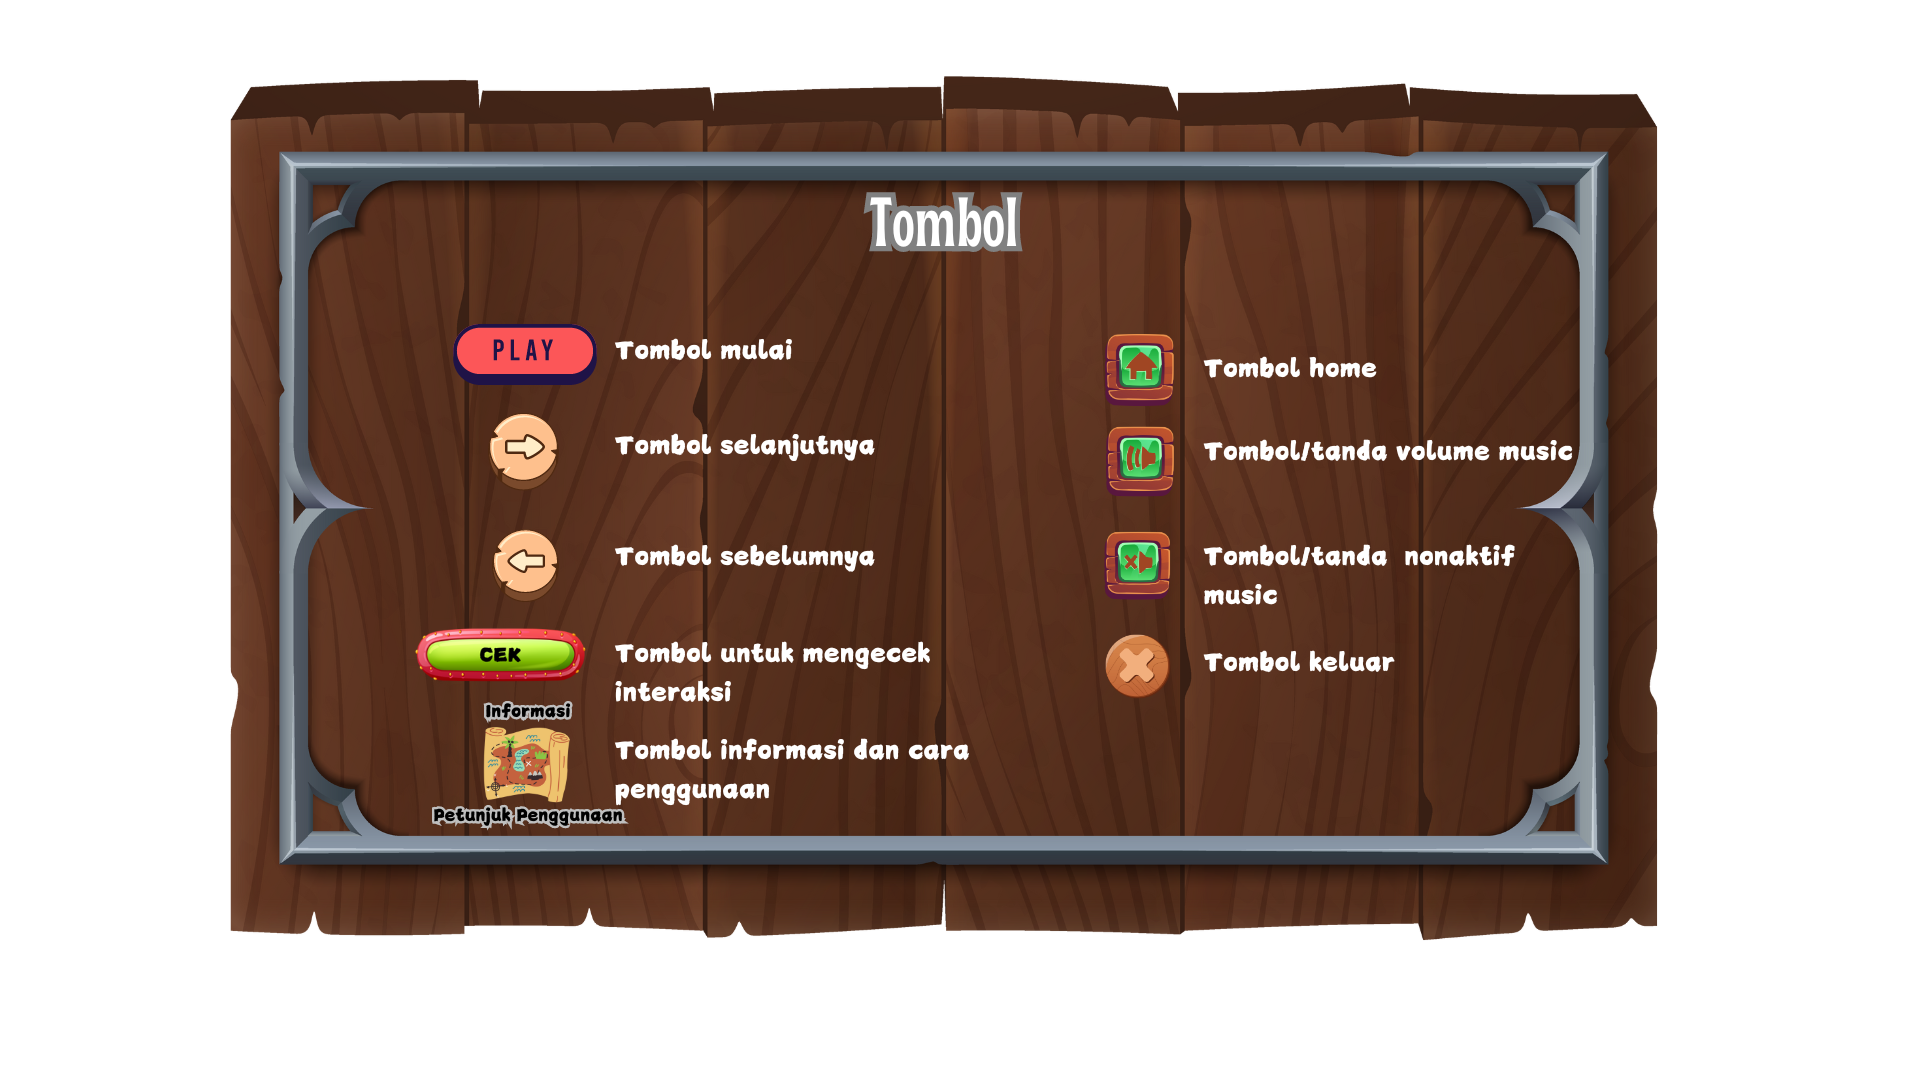 Tombol
PLAY
Tombol mulai
Tombol selanjutnya
Tombol sebelumnya
CEK
Tombol untuk mengecek
interaksi
Informasi
Petunjuk Penggunaan
Tombol informasi dan cara
penggunaan
Tombol home
Tombol/tanda volume music
Tombol/tanda nonaktif
music
Tombol keluar